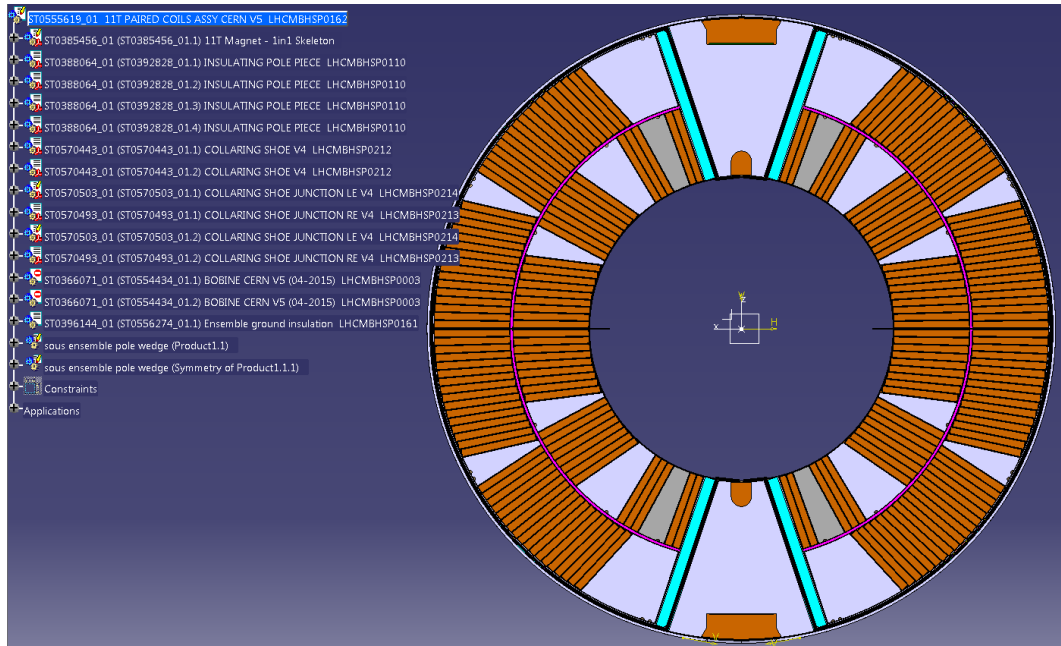 ST0555619_01 11T PAIRED COILS ASSY CERN V5 LHCMBHSP0162
ST0385456_01 (ST0385456_01.1) 11T Magnet - 1in1 Skeleton
ST0388064_01 (ST0392828_01.1) INSULATING POLE PIECE LHCMBHSP0110
ST0388064_01 (ST0392828_01.2) INSULATING POLE PIECE LHCMBHSP0110
ST0388064_01 (ST0392828_01.3) INSULATING POLE PIECE LHCMBHSP0110
ST0388064_01 (ST0392828_01.4) INSULATING POLE PIECE LHCMBHSP0110
ST0570443_01 (ST0570443_01.1) COLLARING SHOE V4 LHCMBHSP0212
ST0570443_01 (ST0570443_01.2) COLLARING SHOE V4 LHCMBHSP0212
ST0570503_01 (ST0570503_01.1) COLLARING SHOE JUNCTION LE V4 LHCMBHSP0214
ST0570493_01 (ST0570493_01.1) COLLARING SHOE JUNCTION RE V4 LHCMBHSP0213
ST0570503_01 (ST0570503_01.2) COLLARING SHOE JUNCTION LE V4 LHCMBHSP0214
ST0570493_01 (ST0570493_01.2) COLLARING SHOE JUNCTION RE V4 LHCMBHSP0213
ST0366071_01 (ST0554434_01.1) BOBINE CERN V5 (04-2015) LHCMBHSP0003
ST0366071_01 (ST0554434_01.2) BOBINE CERN V5 (04-2015) LHCMBHSP0003
ST0396144_01 (ST0556274_01.1) Ensemble ground insulation LHCMBHSP0161
sous ensemble pole wedge (Product1.1)
sous ensemble pole wedge (Symmetry of Product1.1.1)
Constraints
Applications
x
H